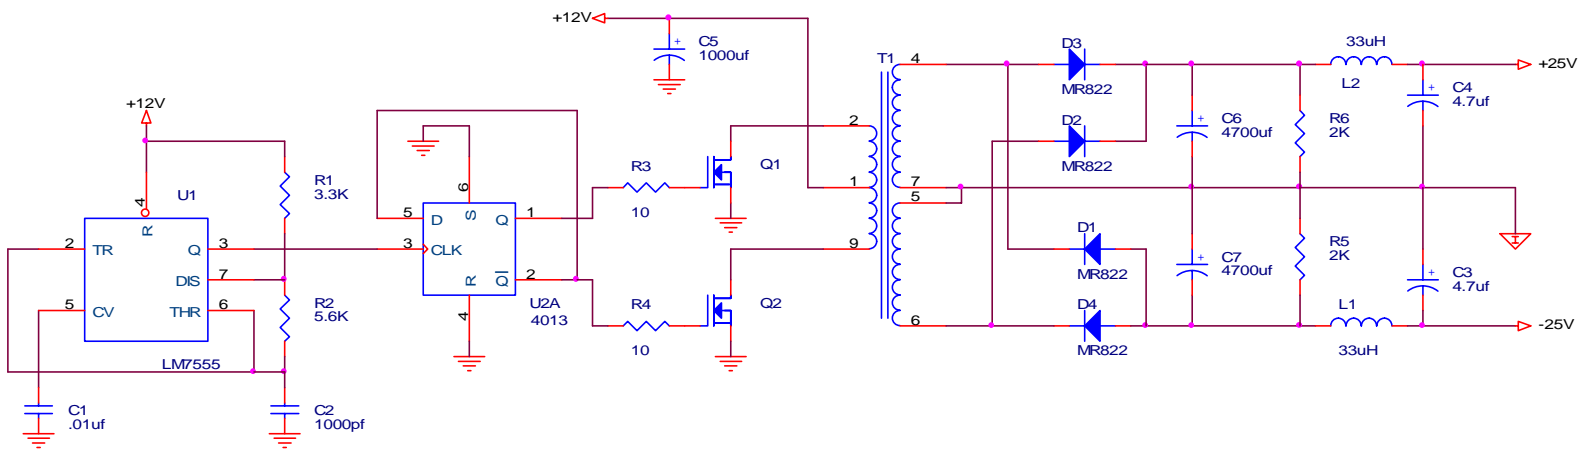 +12V
C5
1000uf
D3
MR822
33uH
L2
+25V
T1
4
C4
4.7uf
+12V
D2
MR822
C6
4700uf
R6
2K
2
R3
10
Q1
6
1
7
5
R1
3.3K
U1
4
R
5
D
S
Q
1
2
TR
Q
3
3
CLK
9
D1
MR822
C7
4700uf
R5
2K
DIS
7
R
Q
2
C3
4.7uf
5
CV
THR
6
R2
5.6K
4
U2A
4013
R4
10
Q2
6
D4
MR822
L1
33uH
-25V
LM7555
C1
.01uf
C2
1000pf